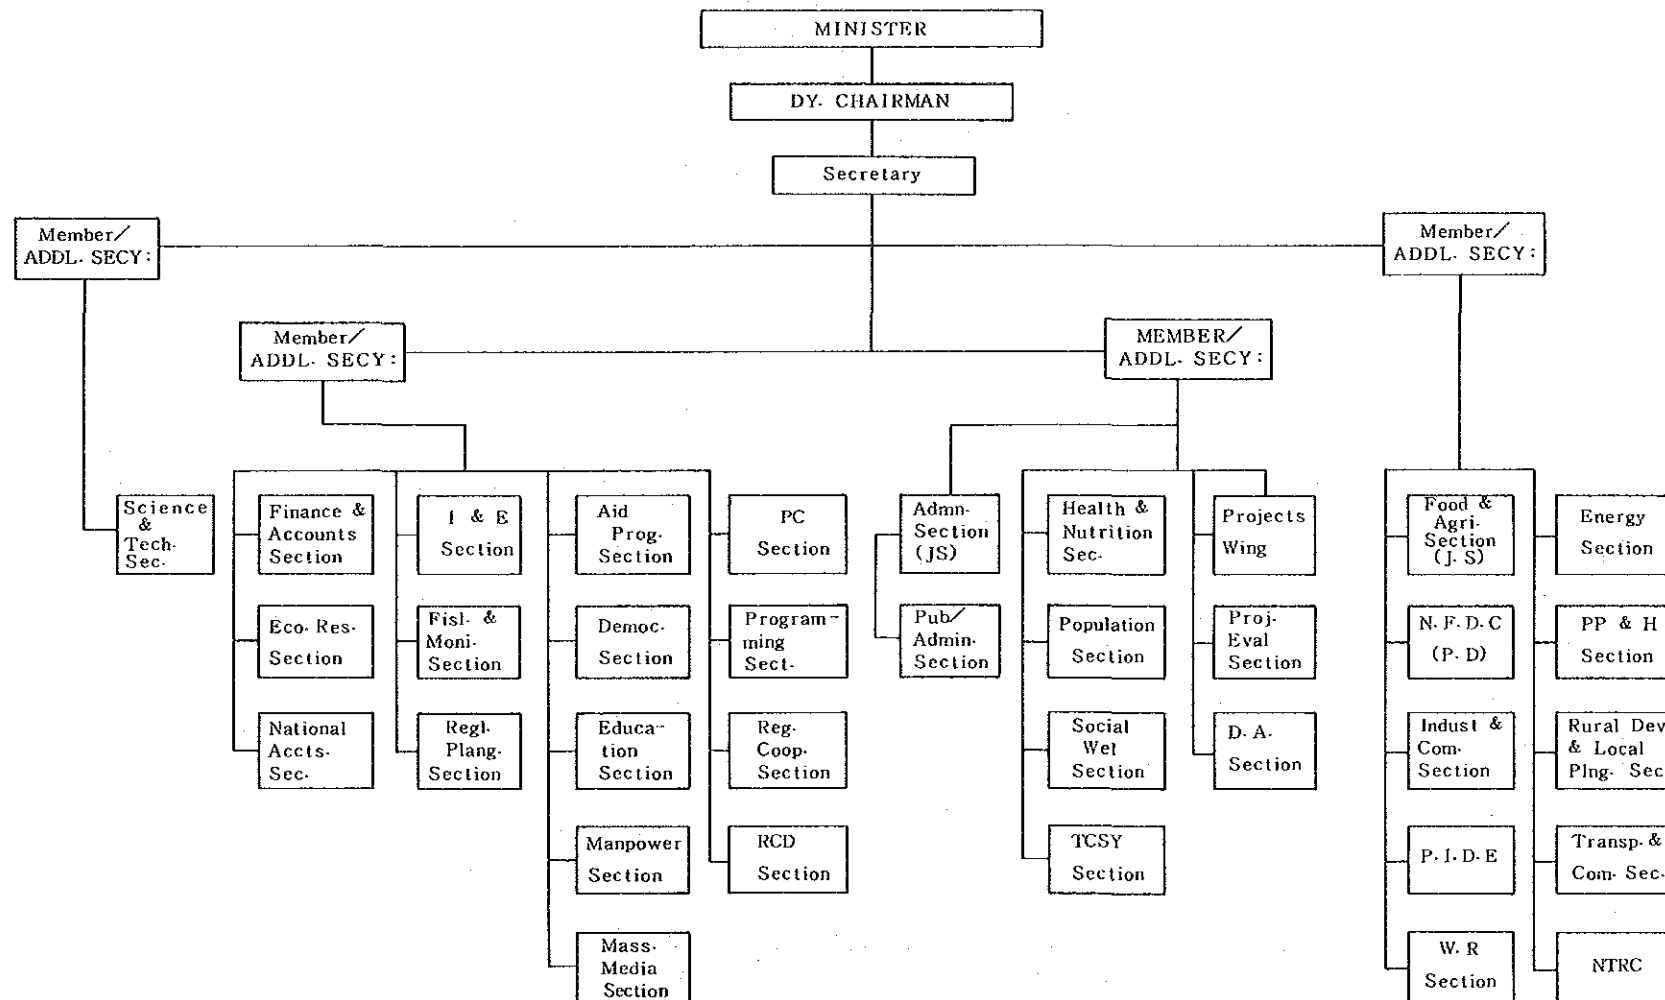 MINISTER
DY. CHAIRMAN
Secretary
Member/
ADDL. SECY:
Member/
ADDL. SECY:
Member/
ADDL. SECY:
MEMBER/
ADDL. SECY:
Science
&
Tech.
Sec.
Finance &
Accounts
Section
Eco. Res.
Section
National
Accts.
Sec.
I & E
Section
Fisl. &
Moni.
Section
Regl.
Plang.
Section
Aid
Prog.
Section
Democ.
Section
Educa-
tion
Section
Manpower
Section
Mass.
Media
Section
PC
Section
Program-
ming
Sect.
Reg.
Coop.
Section
RCD
Section
Admn.
Section
(JS)
Pub/
Admin.
Section
Health &
Nutrition
Sec.
Population
Section
Social
Wel
Section
TCSY
Section
Projects
Wing
Proj.
Eval
Section
D. A.
Section
Food &
Agri.
Section
(J. S)
N. F. D. C
(P. D)
Indust &
Com.
Section
P. I. D. E
W. R
Section
Energy
Section
PP & H
Section
Rural Dev
& Local
Plng. Sec
Transp. &
Com. Sec.
NTRC